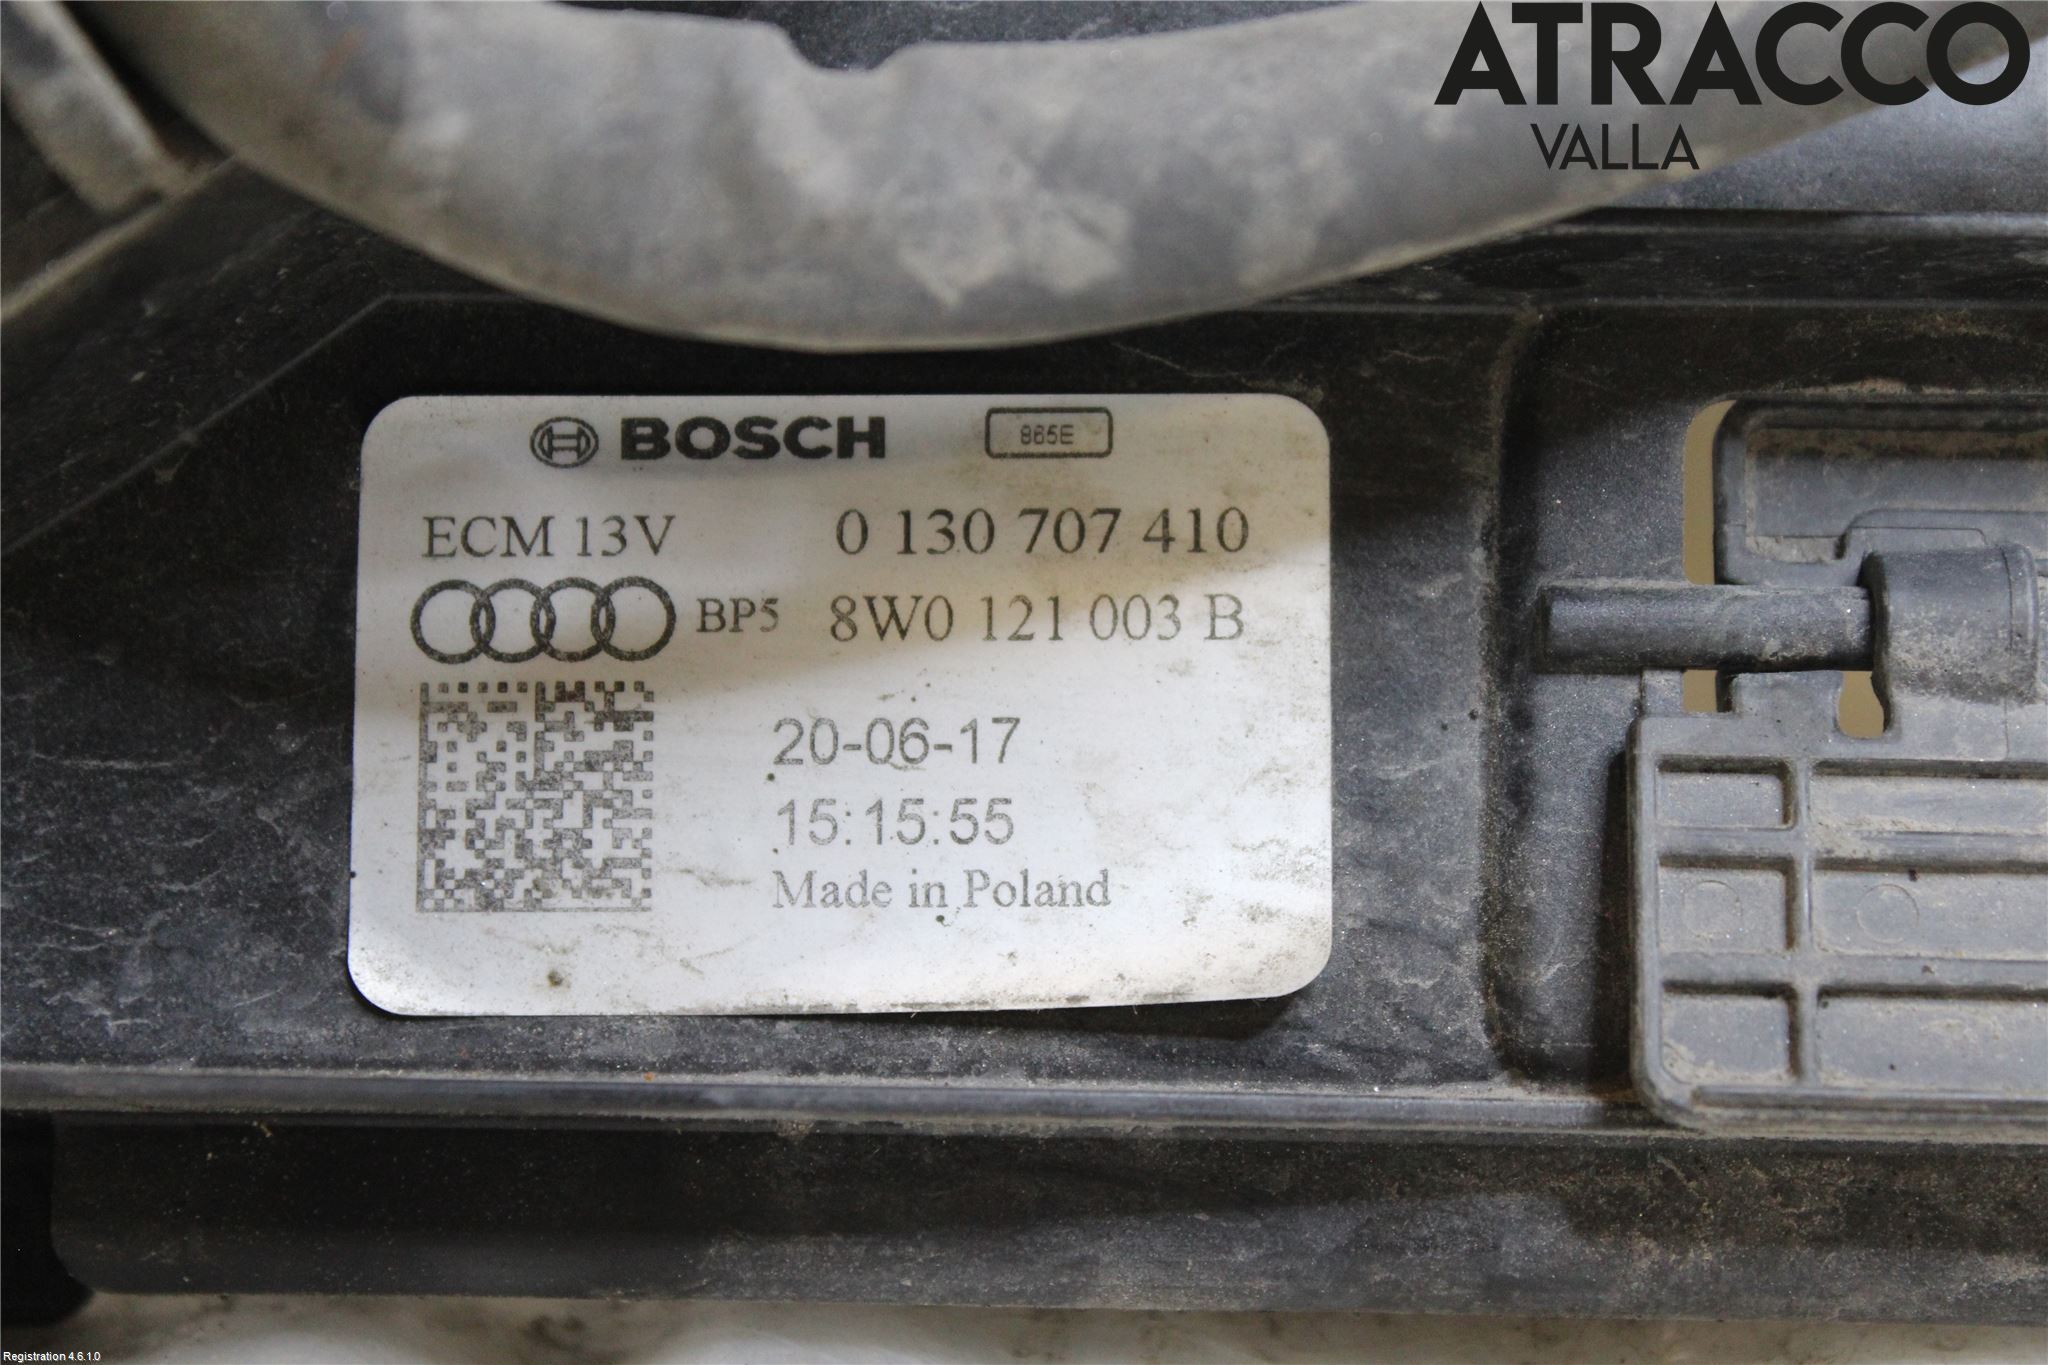 ATRACCO
VALLA
BOSCH 865E
ECM 13V 0 130 707 410
BP5 8W0 121 003 B
20-06-17
15:15:55
Made in Poland
Registration 4.6.1.0